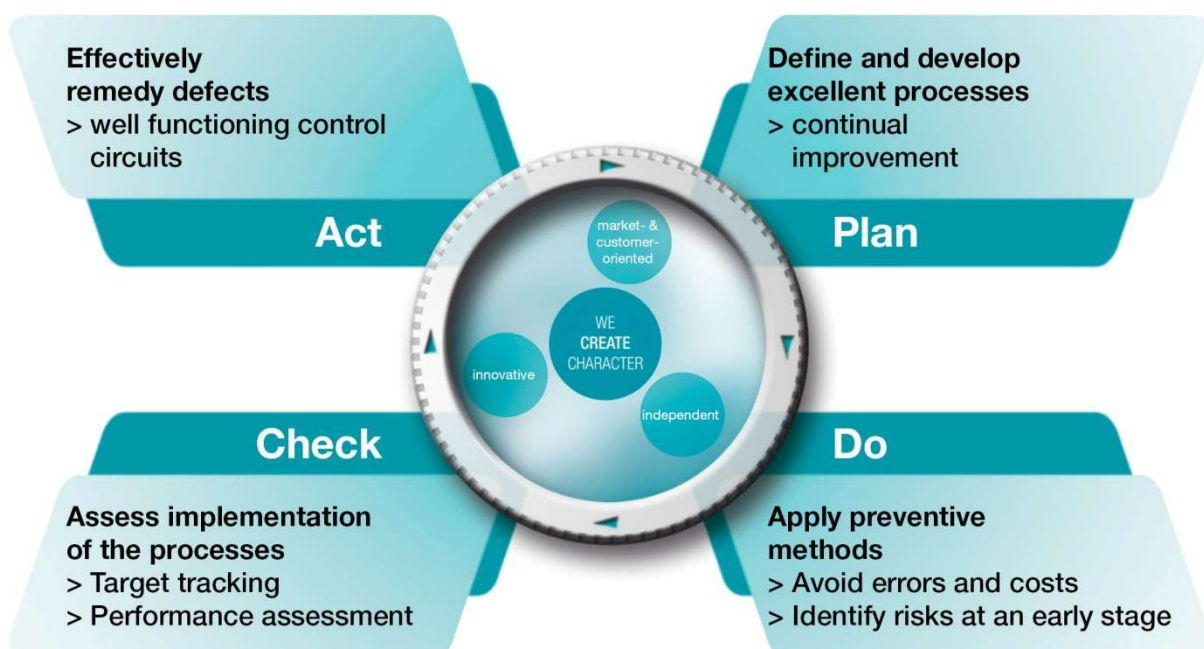 Effectively
remedy defects
> well functioning control
circuits
Act
Define and develop
excellent processes
> continual
improvement
Plan
market- &
customer-
oriented
WE
CREATE
CHARACTER
innovative
independent
Check
Assess implementation
of the processes
> Target tracking
> Performance assessment
Do
Apply preventive
methods
> Avoid errors and costs
> Identify risks at an early stage